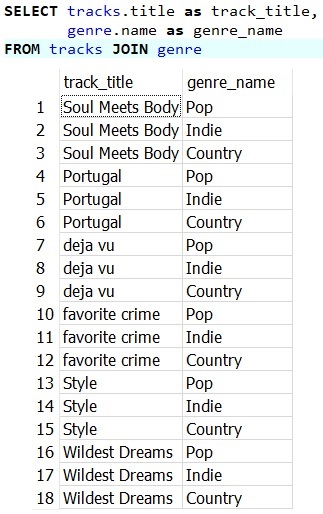 SELECT tracks.title as track_title,
genre.name as genre_name
FROM tracks JOIN genre
track_title genre_name
1 Soul Meets Body Pop
2 Soul Meets Body Indie
3 Soul Meets Body Country
4 Portugal Pop
5 Portugal Indie
6 Portugal Country
7 deja vu Pop
8 deja vu Indie
9 deja vu Country
10 favorite crime Pop
11 favorite crime Indie
12 favorite crime Country
13 Style Pop
14 Style Indie
15 Style Country
16 Wildest Dreams Pop
17 Wildest Dreams Indie
18 Wildest Dreams Country